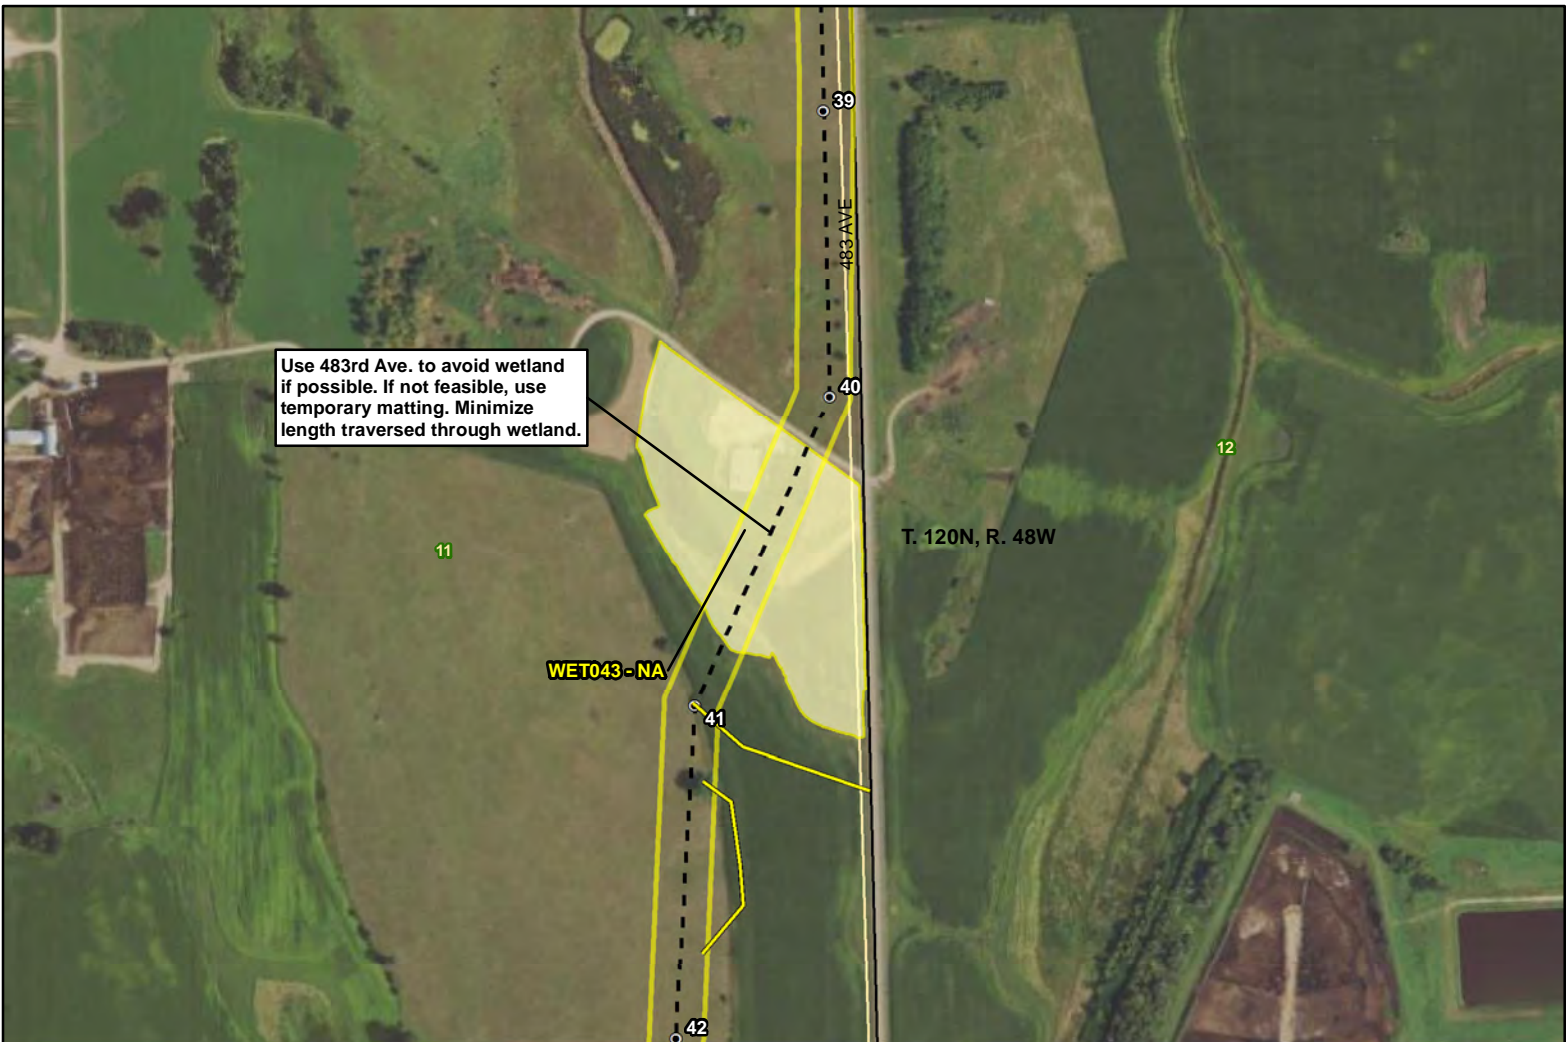 39
483 AVE
Use 483rd Ave. to avoid wetland
if possible. If not feasible, use
temporary matting. Minimize
length traversed through wetland.
40
12
T. 120N, R. 48W
11
WET043 - NA
41
42